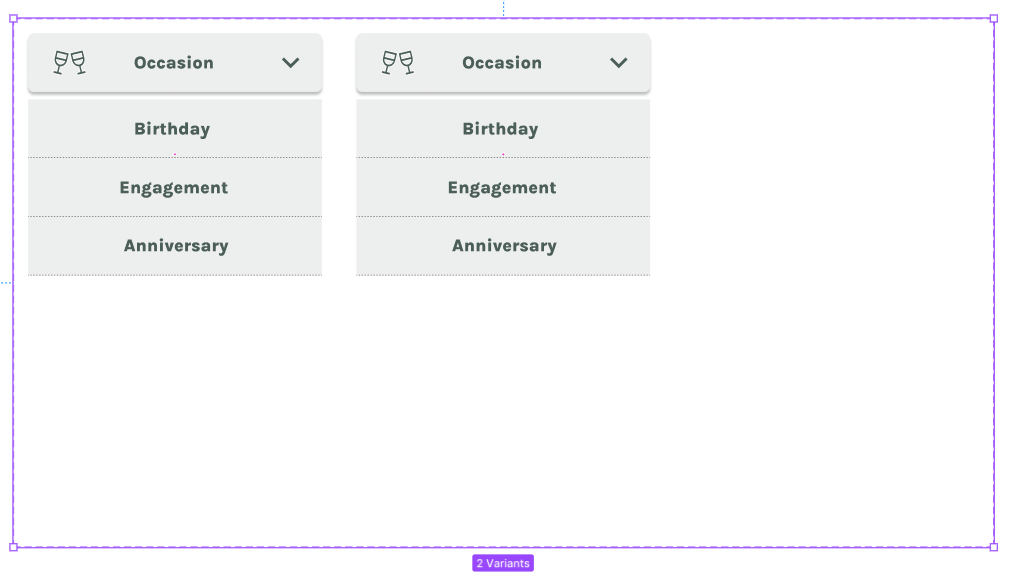 Occasion
Birthday
Engagement
Anniversary
Occasion
Birthday
Engagement
Anniversary
2 Variants